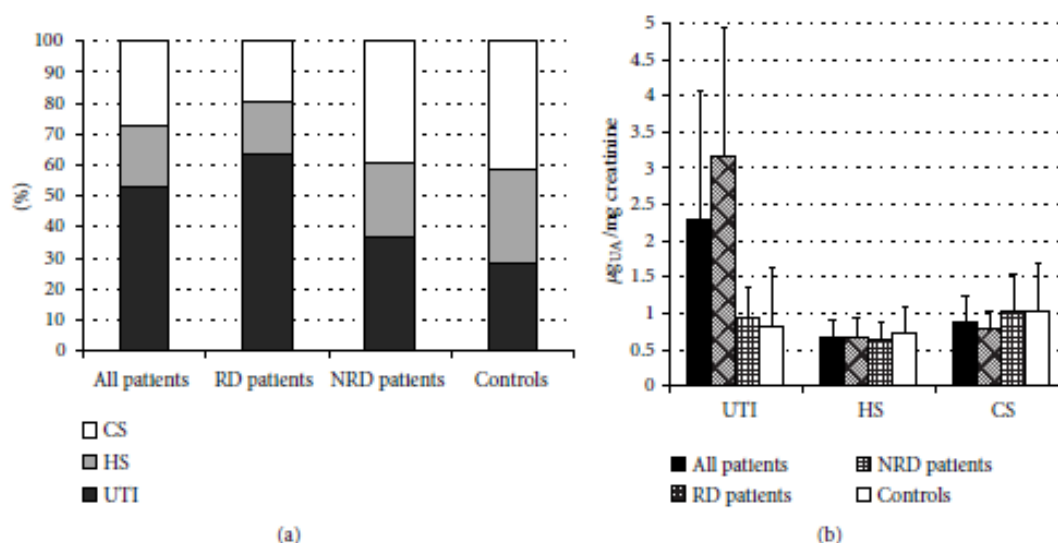 100
90
80
70
60
50
40
30
20
10
0
(%)
All patients RD patients NRD patients Controls
CS
HS
UTI
(a)
5
4.5
4
3.5
3
2.5
2
1.5
1
0.5
0
μgUA/mg creatinine
UTI HS CS
All patients NRD patients
RD patients Controls
(b)